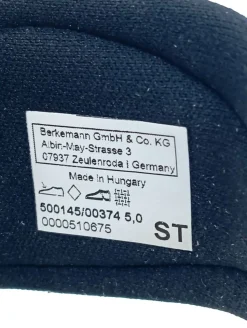 Berkemann GmbH & Co. KG
Albin-May-Strasse 3
07937 Zeulenroda i Germany
Made in Hungary
500145/00374 5,0
0000510675
ST